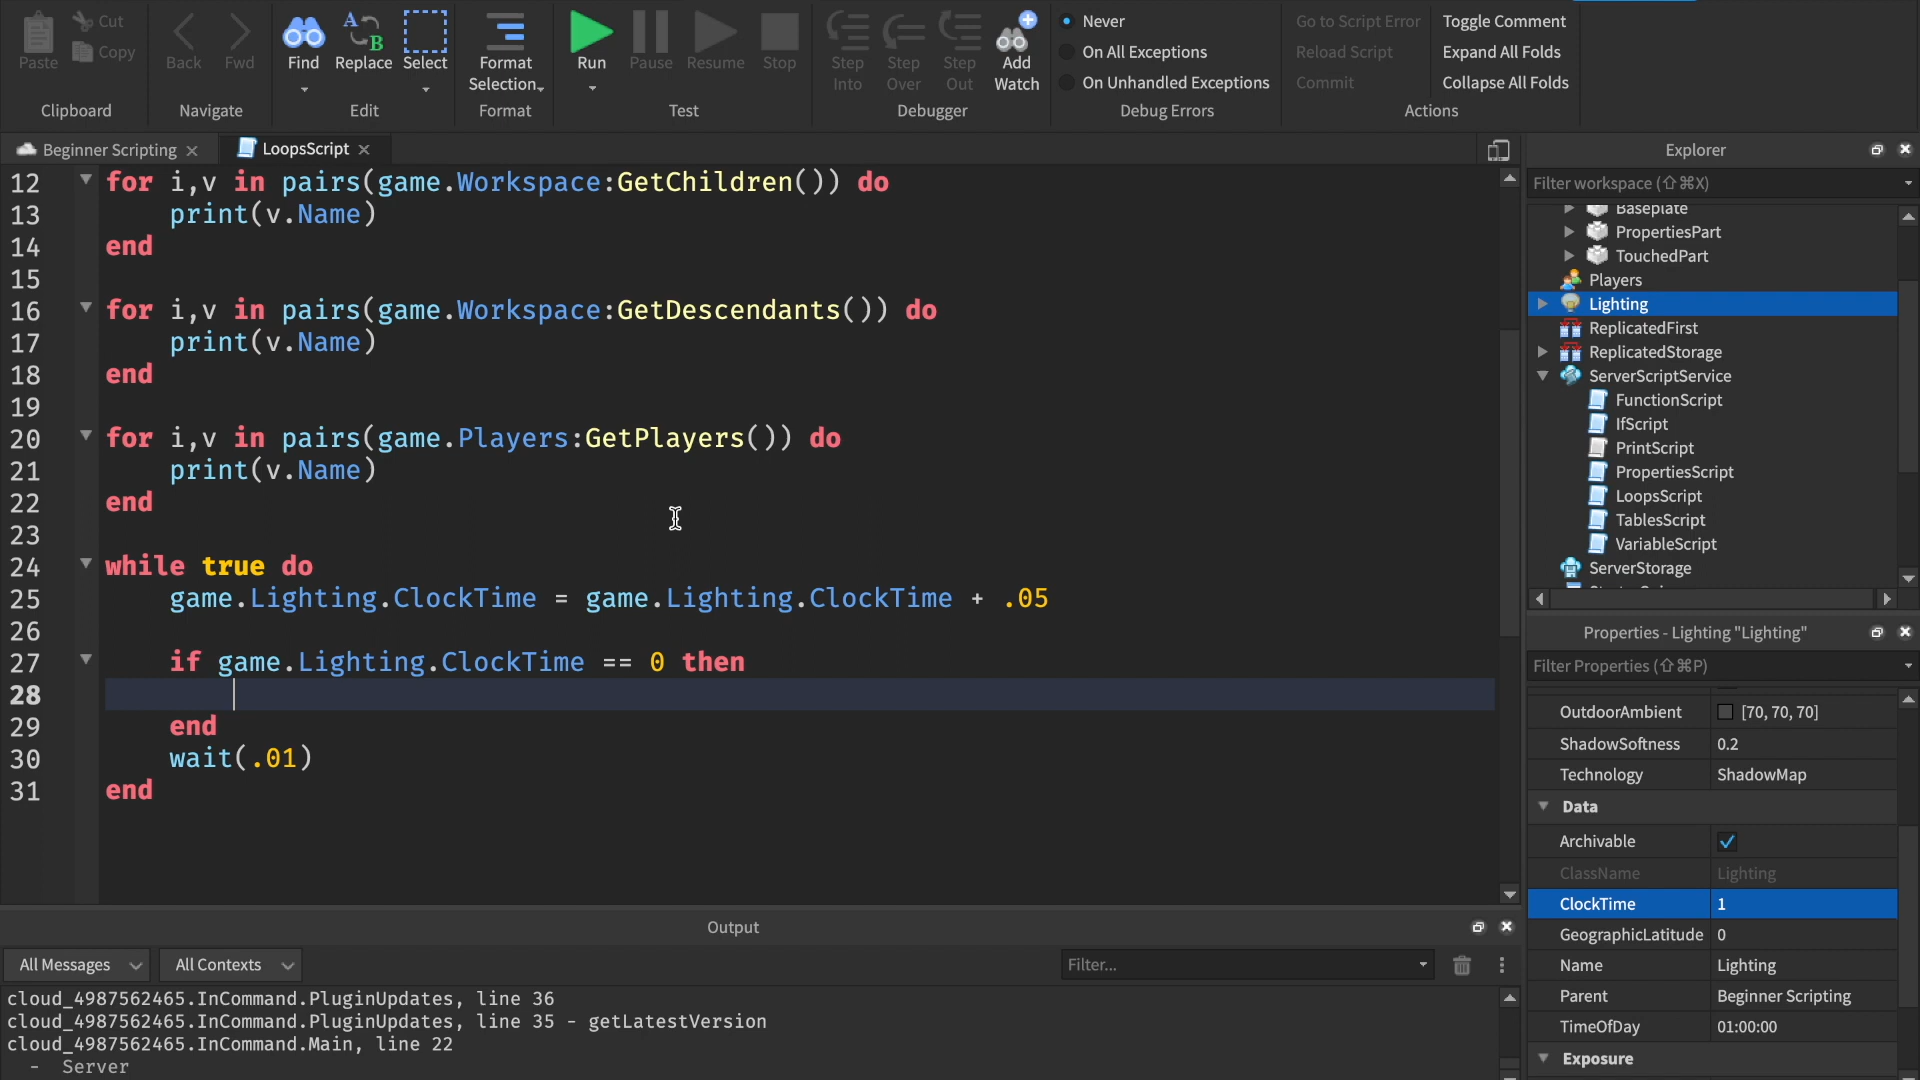 Paste
Cut
Copy
Clipboard
Back
Fwd
Navigate
Find
Replace
Select
Edit
Format
Selection
Format
Run
Pause
Resume
Stop
Test
Step
Into
Step
Over
Step
Out
Add
Watch
Debugger
Never
On All Exceptions
On Unhandled Exceptions
Debug Errors
Go to Script Error
Reload Script
Commit
Toggle Comment
Expand All Folds
Collapse All Folds
Actions
Beginner Scripting
LoopsScript
12 for i,v in pairs(game.Workspace:GetChildren()) do
13 print(v.Name)
14 end
15
16 for i,v in pairs(game.Workspace:GetDescendants()) do
17 print(v.Name)
18 end
19
20 for i,v in pairs(game.Players:GetPlayers()) do
21 print(v.Name)
22 end
23
24 while true do
25 game.Lighting.ClockTime = game.Lighting.ClockTime + .05
26
27 if game.Lighting.ClockTime == 0 then
28
29 end
30 wait(.01)
31 end
Output
All Messages
All Contexts
Filter...
cloud_4987562465.InCommand.PluginUpdates, line 36
cloud_4987562465.InCommand.PluginUpdates, line 35 - getLatestVersion
cloud_4987562465.InCommand.Main, line 22
- Server
Explorer
Filter workspace (⇧⌘X)
Baseplate
PropertiesPart
TouchedPart
Players
Lighting
ReplicatedFirst
ReplicatedStorage
ServerScriptService
FunctionScript
IfScript
PrintScript
PropertiesScript
LoopsScript
TablesScript
VariableScript
ServerStorage
Properties - Lighting "Lighting"
Filter Properties (⇧⌘P)
OutdoorAmbient [70, 70, 70]
ShadowSoftness 0.2
Technology ShadowMap
Data
Archivable
ClassName Lighting
ClockTime 1
GeographicLatitude 0
Name Lighting
Parent Beginner Scripting
TimeOfDay 01:00:00
Exposure